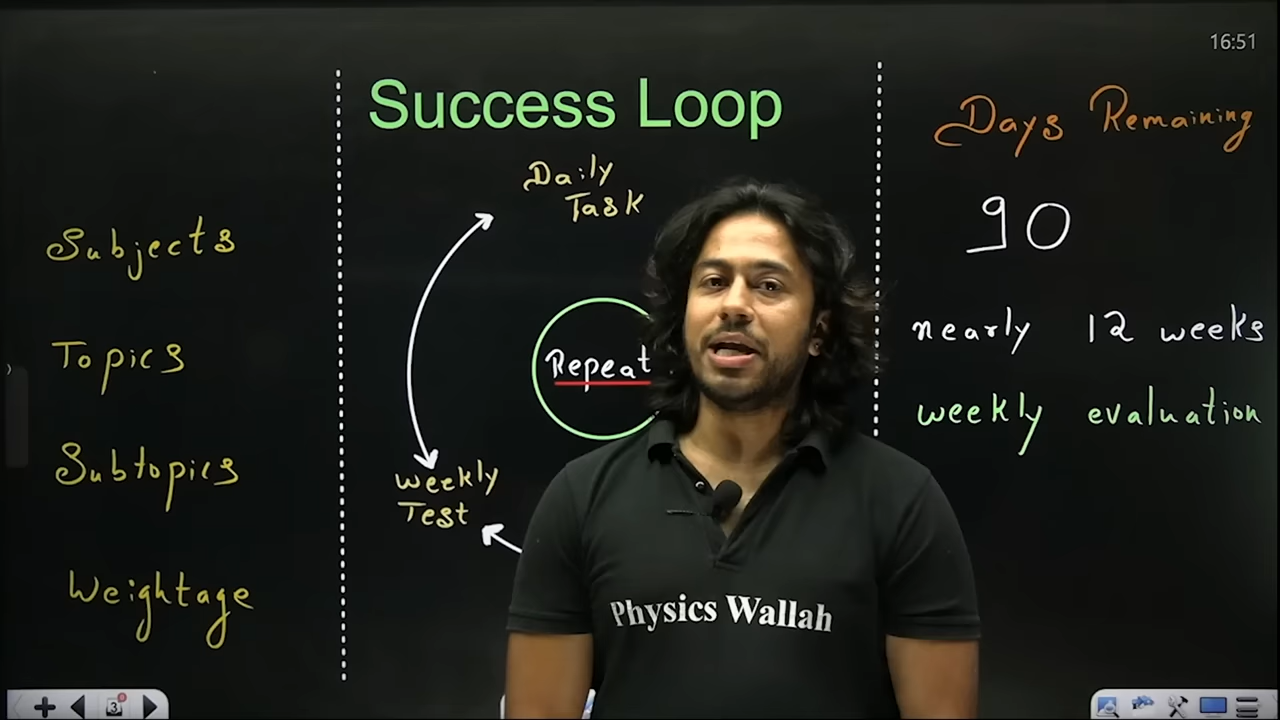 16:51
Success Loop
Subjects
Topics
Subtopics
Weightage
Daily
Task
Repeat
Weekly
Test
Days Remaining
90
nearly 12 weeks
weekly evaluation
Physics Wallah
3